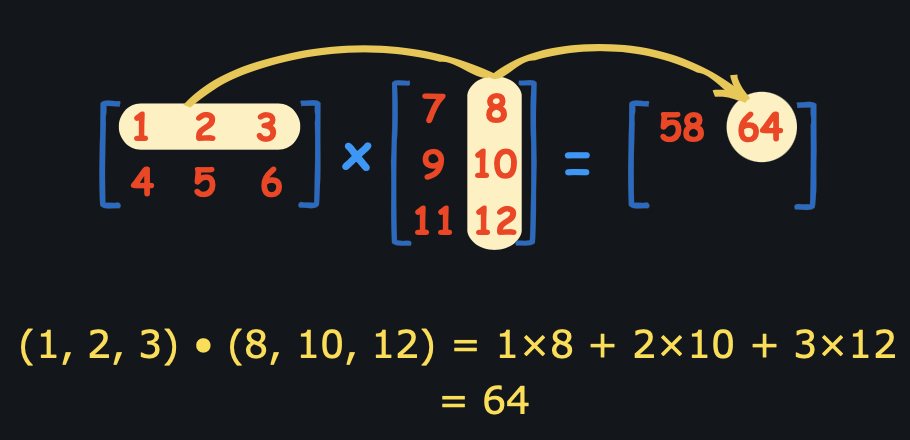 1 2 3
4 5 6
×
7 8
9 10
11 12
=
58 64
(1, 2, 3) • (8, 10, 12) = 1×8 + 2×10 + 3×12
= 64